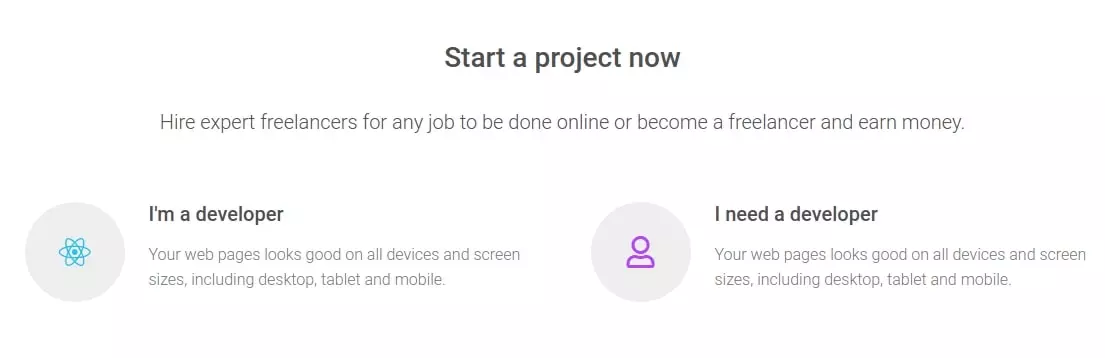 Start a project now
Hire expert freelancers for any job to be done online or become a freelancer and earn money.
I'm a developer
Your web pages looks good on all devices and screen
sizes, including desktop, tablet and mobile.
I need a developer
Your web pages looks good on all devices and screen
sizes, including desktop, tablet and mobile.